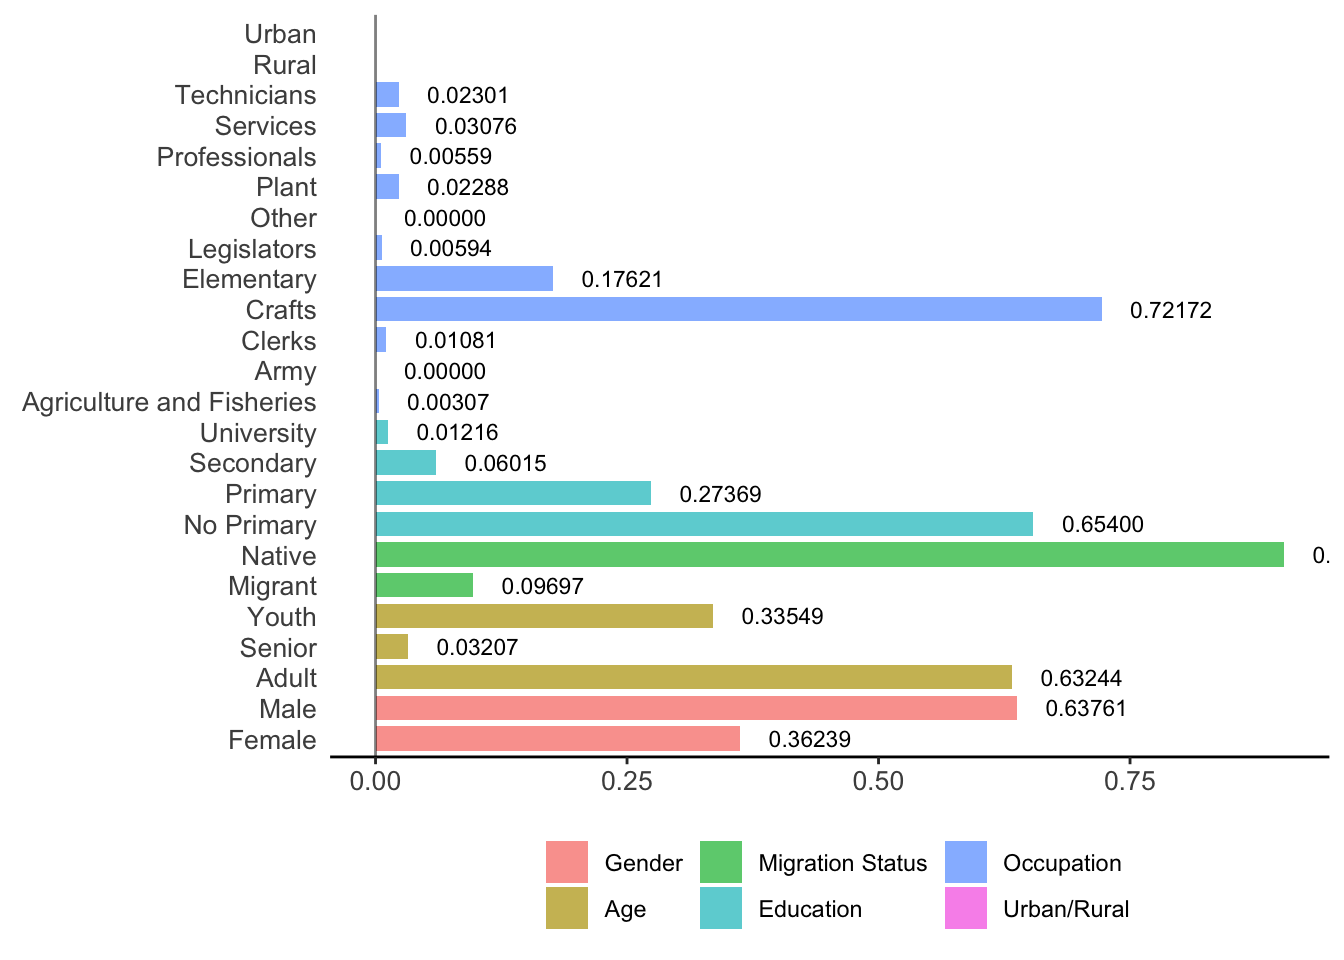 Urban
Rural
Technicians 0.02301
Services 0.03076
Professionals 0.00559
Plant 0.02288
Other 0.00000
Legislators 0.00594
Elementary 0.17621
Crafts 0.72172
Clerks 0.01081
Army 0.00000
Agriculture and Fisheries 0.00307
University 0.01216
Secondary 0.06015
Primary 0.27369
No Primary 0.65400
Native 0.
Migrant 0.09697
Youth 0.33549
Senior 0.03207
Adult 0.63244
Male 0.63761
Female 0.36239
0.00 0.25 0.50 0.75
Gender Migration Status Occupation
Age Education Urban/Rural